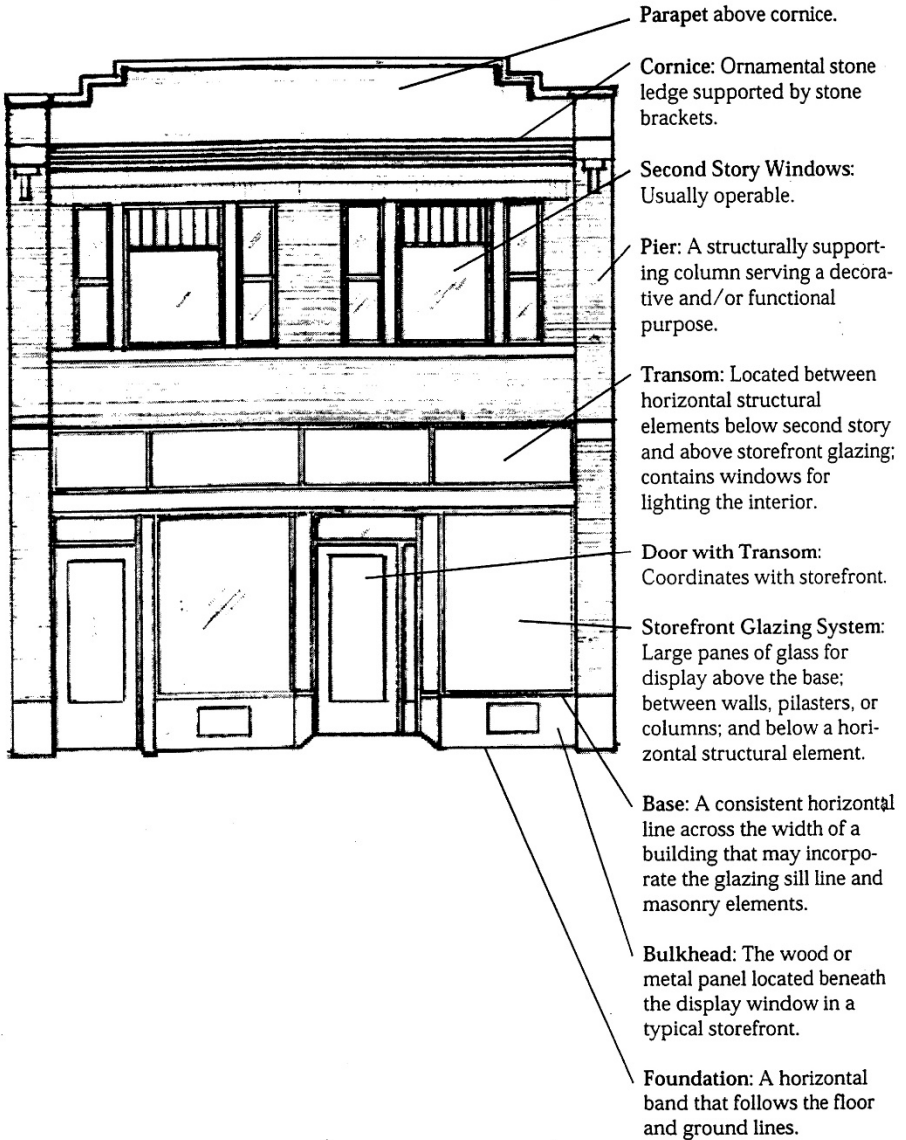 Parapet above cornice.
Cornice: Ornamental stone
ledge supported by stone
brackets.
Second Story Windows:
Usually operable.
Pier: A structurally support-
ing column serving a decora-
tive and/or functional
purpose.
Transom: Located between
horizontal structural
elements below second story
and above storefront glazing;
contains windows for
lighting the interior.
Door with Transom:
Coordinates with storefront.
Storefront Glazing System:
Large panes of glass for
display above the base;
between walls, pilasters, or
columns; and below a hori-
zontal structural element.
Base: A consistent horizontal
line across the width of a
building that may incorpo-
rate the glazing sill line and
masonry elements.
Bulkhead: The wood or
metal panel located beneath
the display window in a
typical storefront.
Foundation: A horizontal
band that follows the floor
and ground lines.